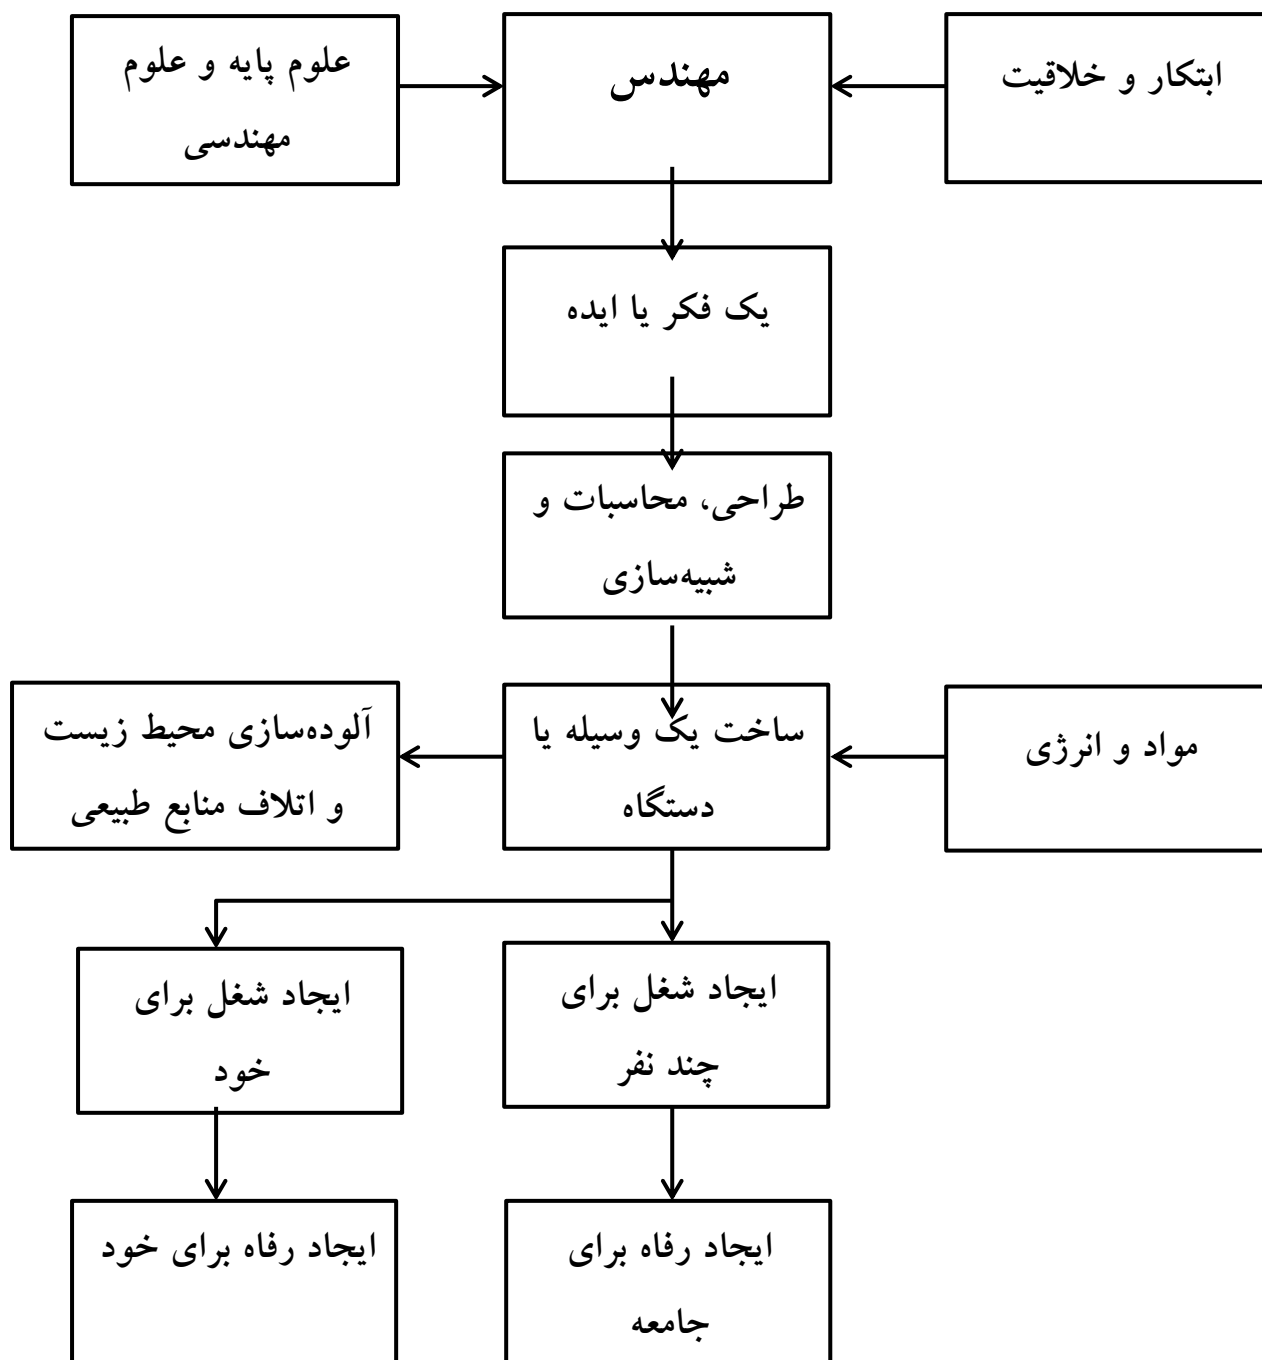 ابتکار و خلاقیت
مهندس
علوم پایه و علوم
مهندسی
یک فکر یا ایده
طراحی، محاسبات و
شبیه‌سازی
مواد و انرژی
ساخت یک وسیله یا
دستگاه
آلوده‌سازی محیط زیست
و اتلاف منابع طبیعی
ایجاد شغل برای
چند نفر
ایجاد شغل برای
خود
ایجاد رفاه برای
جامعه
ایجاد رفاه برای خود